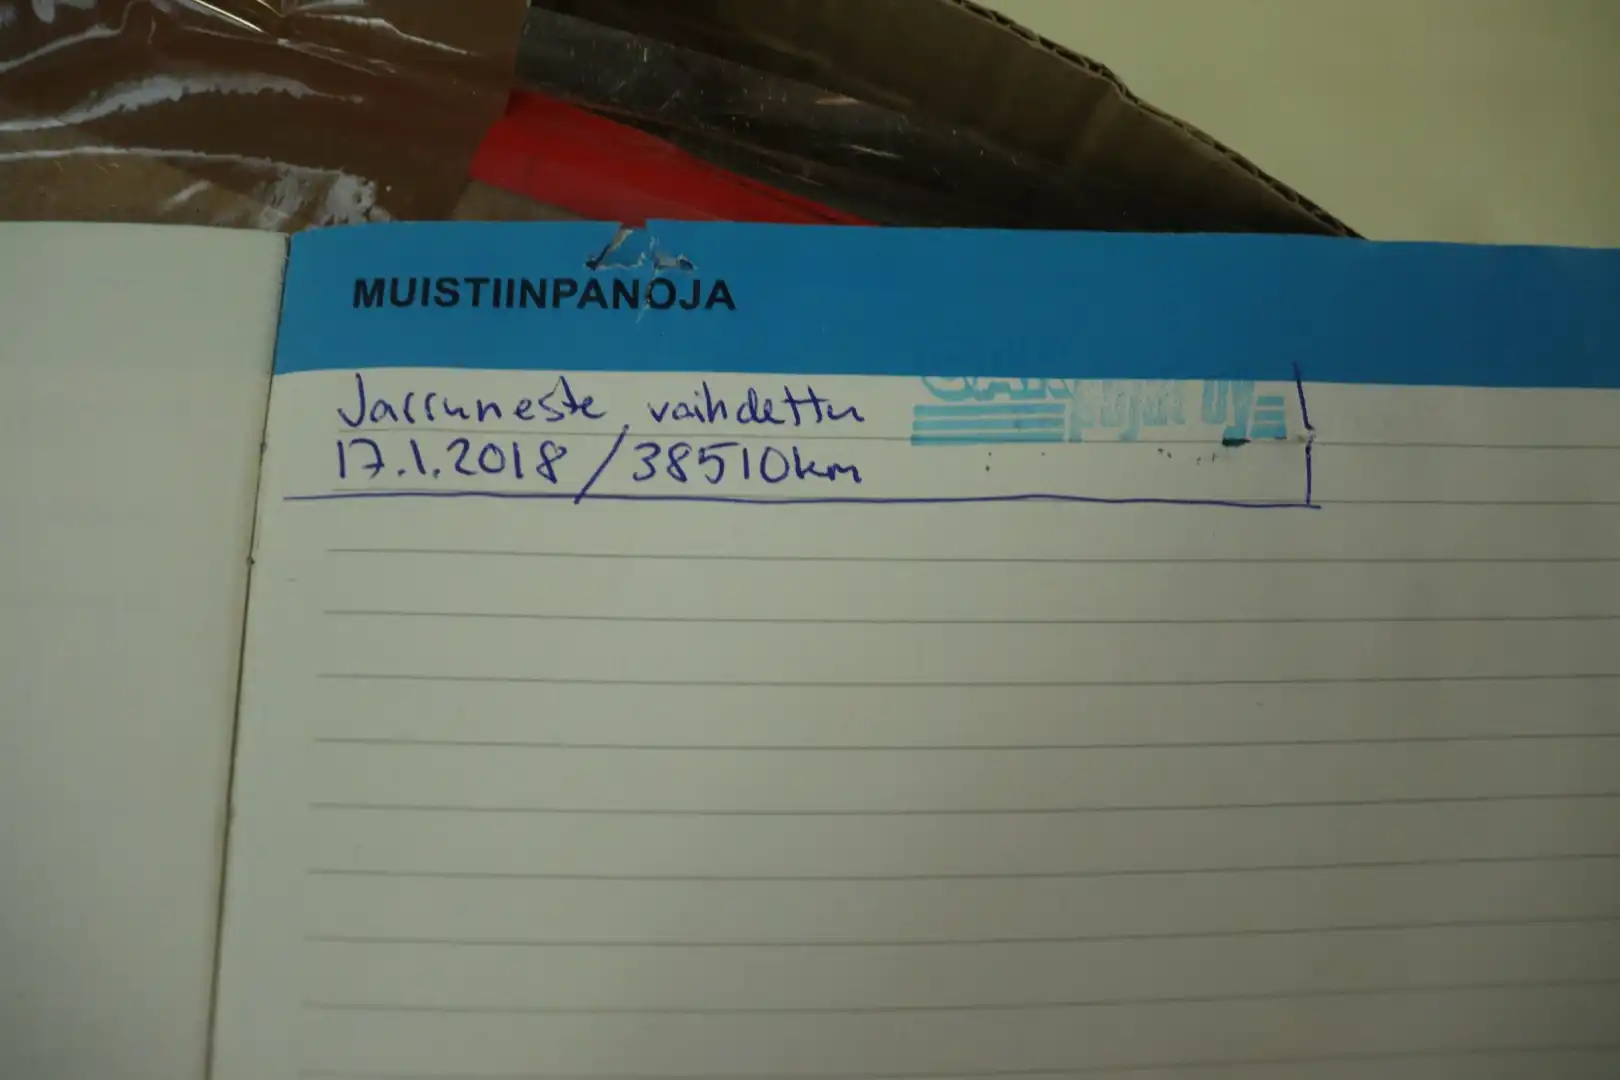 MUISTIINPANOJA
Jarruneste vaihdettu
17.1.2018 / 38510km